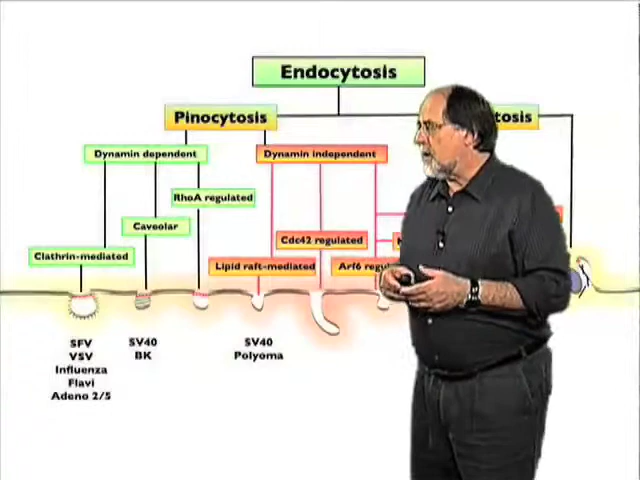 Endocytosis
Pinocytosis
Dynamin dependent
Dynamin independent
RhoA regulated
Caveolar
Cdc42 regulated
Clathrin-mediated
Lipid raft-mediated
Arf6
SFV
VSV
Influenza
Flavi
Adeno 2/5
SV40
BK
SV40
Polyoma